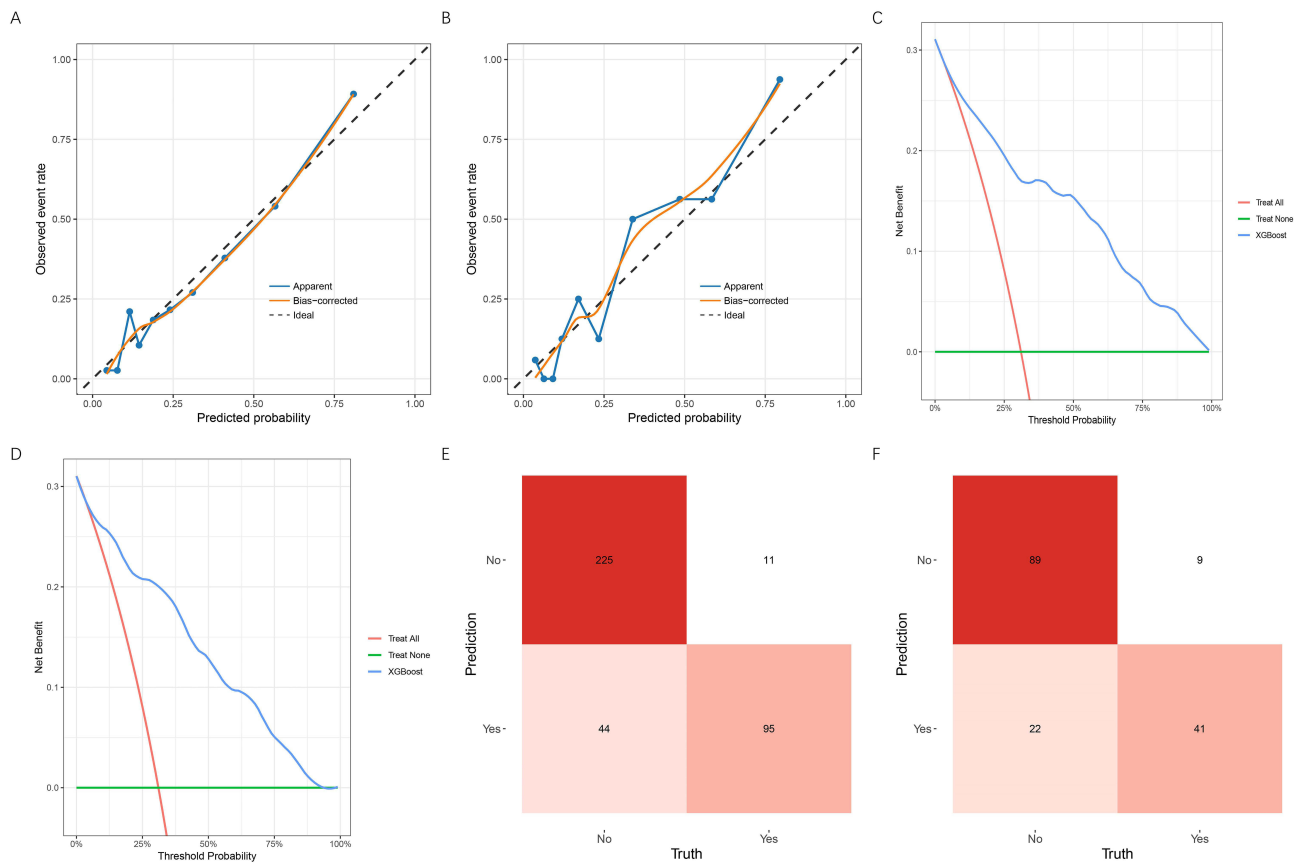 A
1.00
0.75
0.50
0.25
0.00
Observed event rate
Apparent
Bias−corrected
Ideal
0.00 0.25 0.50 0.75 1.00
Predicted probability
B
1.00
0.75
0.50
0.25
0.00
Observed event rate
Apparent
Bias−corrected
Ideal
0.00 0.25 0.50 0.75 1.00
Predicted probability
C
0.3
0.2
0.1
0.0
Net Benefit
Treat All
Treat None
XGBoost
0% 25% 50% 75% 100%
Threshold Probability
D
0.3
0.2
0.1
0.0
Net Benefit
Treat All
Treat None
XGBoost
0% 25% 50% 75% 100%
Threshold Probability
E
Prediction
No 225 11
Yes 44 95
No Yes
Truth
F
Prediction
No 89 9
Yes 22 41
No Yes
Truth